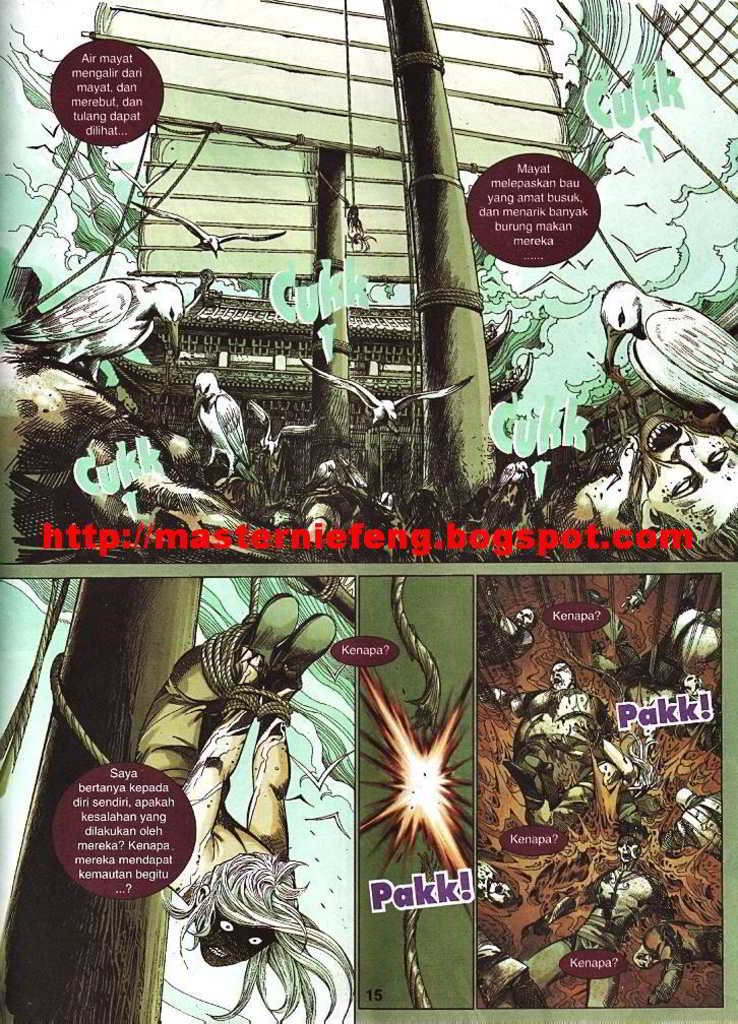 Air mayat
mengalir dari
mayat, dan
merebut, dan
tulang dapat
dilihat...
Cukk
Mayat
melepaskan bau
yang amat busuk,
dan menarik banyak
burung makan
mereka
......
Cukk
Cukk
Cukk
http://masterniefeng.bogspot.com
Kenapa?
Kenapa?
Pakk!
Saya
bertanya kepada
diri sendiri, apakah
kesalahan yang
dilakukan oleh
mereka? Kenapa
mereka mendapat
kemautan begitu
...?
Kenapa?
Pakk!
Kenapa?
15